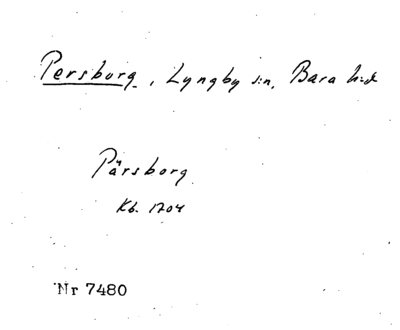 Persborg, Lyngby s:n, Bara h:d
Pärsborg
Kb. 1704
Nr 7480